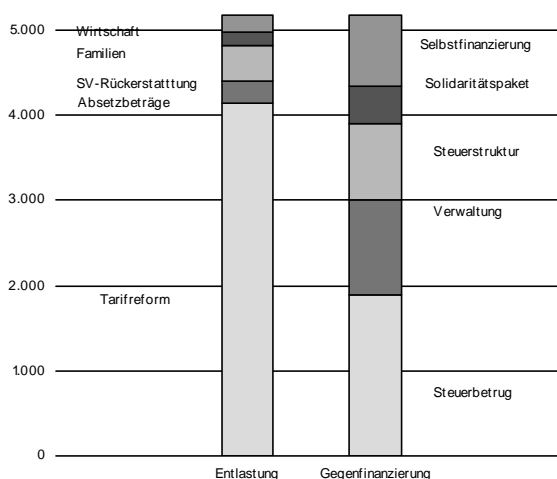 5.000
Wirtschaft
Familien
Selbstfinanzierung
SV-Rückerstatttung
Absetzbeträge
Solidaritätspaket
4.000
Steuerstruktur
3.000
Verwaltung
2.000
Tarifreform
1.000
Steuerbetrug
0
Entlastung Gegenfinanzierung